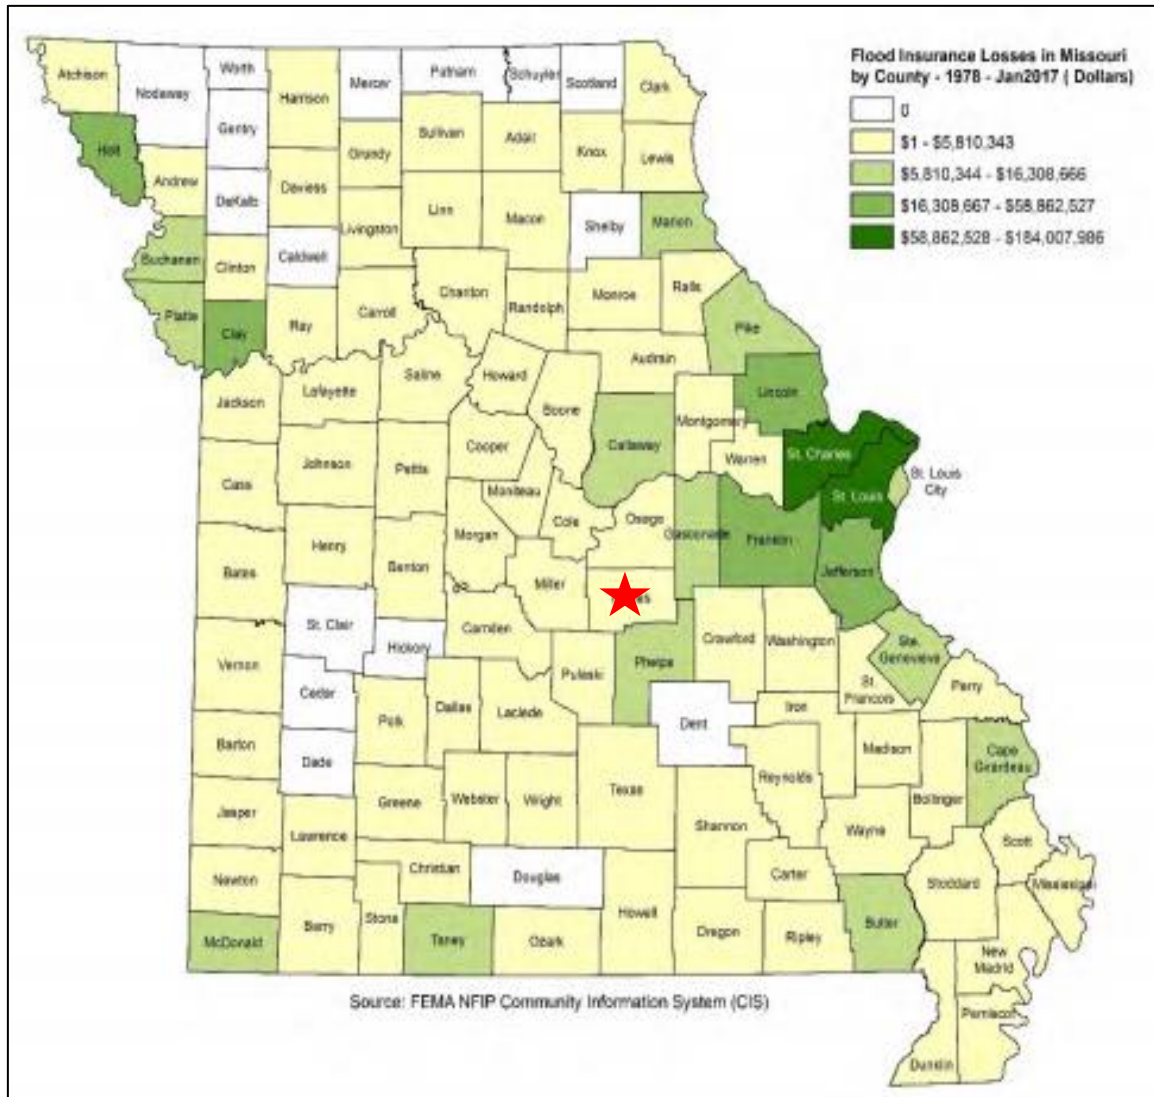 Flood Insurance Losses in Missouri
by County - 1978 - Jan2017 ( Dollars)
0
$1 - $5,810,343
$5,810,344 - $16,308,666
$16,308,667 - $58,862,527
$58,862,528 - $184,007,986
Atchison
Nodaway
Worth
Harrison
Mercer
Putnam
Schuyler
Scotland
Clark
Holt
Gentry
Sullivan
Adair
Knox
Lewis
Andrew
DeKalb
Daviess
Grundy
Linn
Macon
Shelby
Marion
Buchanan
Clinton
Caldwell
Livingston
Chariton
Randolph
Monroe
Ralls
Platte
Clay
Ray
Carroll
Pike
Audrain
Jackson
Lafayette
Saline
Howard
Boone
Lincoln
Callaway
Montgomery
Warren
St. Charles
St. Louis
St. Louis
City
Cass
Johnson
Pettis
Cooper
Moniteau
Cole
Osage
Gasconade
Franklin
Jefferson
Bates
Henry
Benton
Morgan
Miller
St. Clair
Hickory
Camden
Pulaski
Phelps
Crawford
Washington
Ste.
Genevieve
St.
Francois
Perry
Vernon
Cedar
Polk
Dallas
Laclede
Dent
Iron
Madison
Cape
Girardeau
Barton
Dade
Greene
Webster
Wright
Texas
Reynolds
Bollinger
Jasper
Lawrence
Christian
Douglas
Shannon
Wayne
Scott
Newton
Barry
Stone
Taney
Ozark
Howell
Oregon
Carter
Ripley
Butler
Stoddard
Mississippi
McDonald
New
Madrid
Pemiscot
Dunklin
Source: FEMA NFIP Community Information System (CIS)